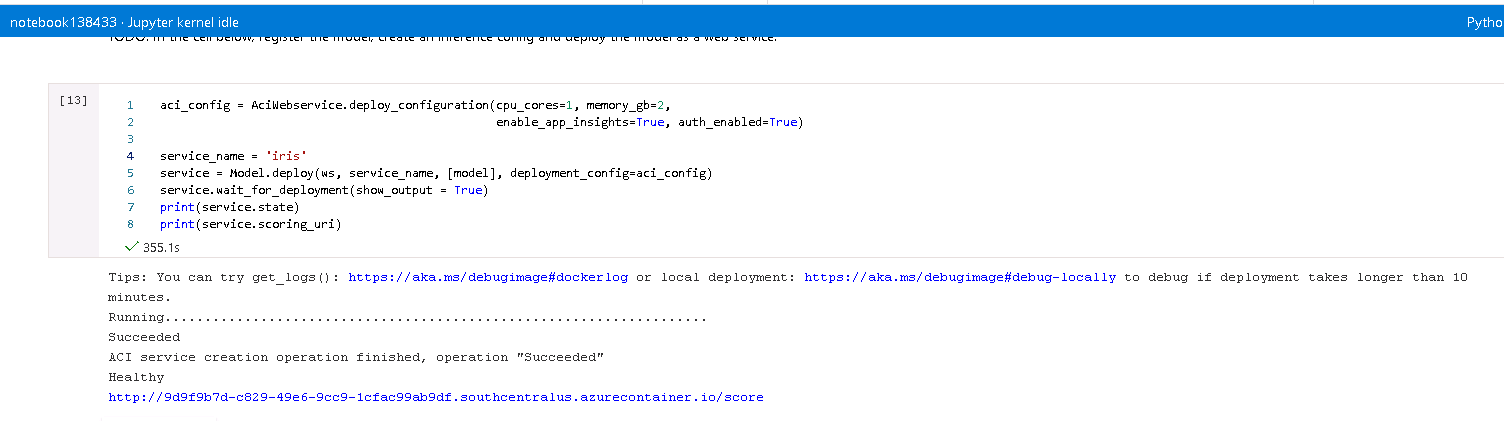 notebook138433 · Jupyter kernel idle
Pytho
TODO: In the cell below, register the model, create an inference config and deploy the model as a web service.
[13]
1 aci_config = AciWebservice.deploy_configuration(cpu_cores=1, memory_gb=2,
2 enable_app_insights=True, auth_enabled=True)
3
4 service_name = 'iris'
5 service = Model.deploy(ws, service_name, [model], deployment_config=aci_config)
6 service.wait_for_deployment(show_output = True)
7 print(service.state)
8 print(service.scoring_uri)
355.1s
Tips: You can try get_logs(): https://aka.ms/debugimage#dockerlog or local deployment: https://aka.ms/debugimage#debug-locally to debug if deployment takes longer than 10
minutes.
Running....................................................................
Succeeded
ACI service creation operation finished, operation "Succeeded"
Healthy
http://9d9f9b7d-c829-49e6-9cc9-1cfac99ab9df.southcentralus.azurecontainer.io/score